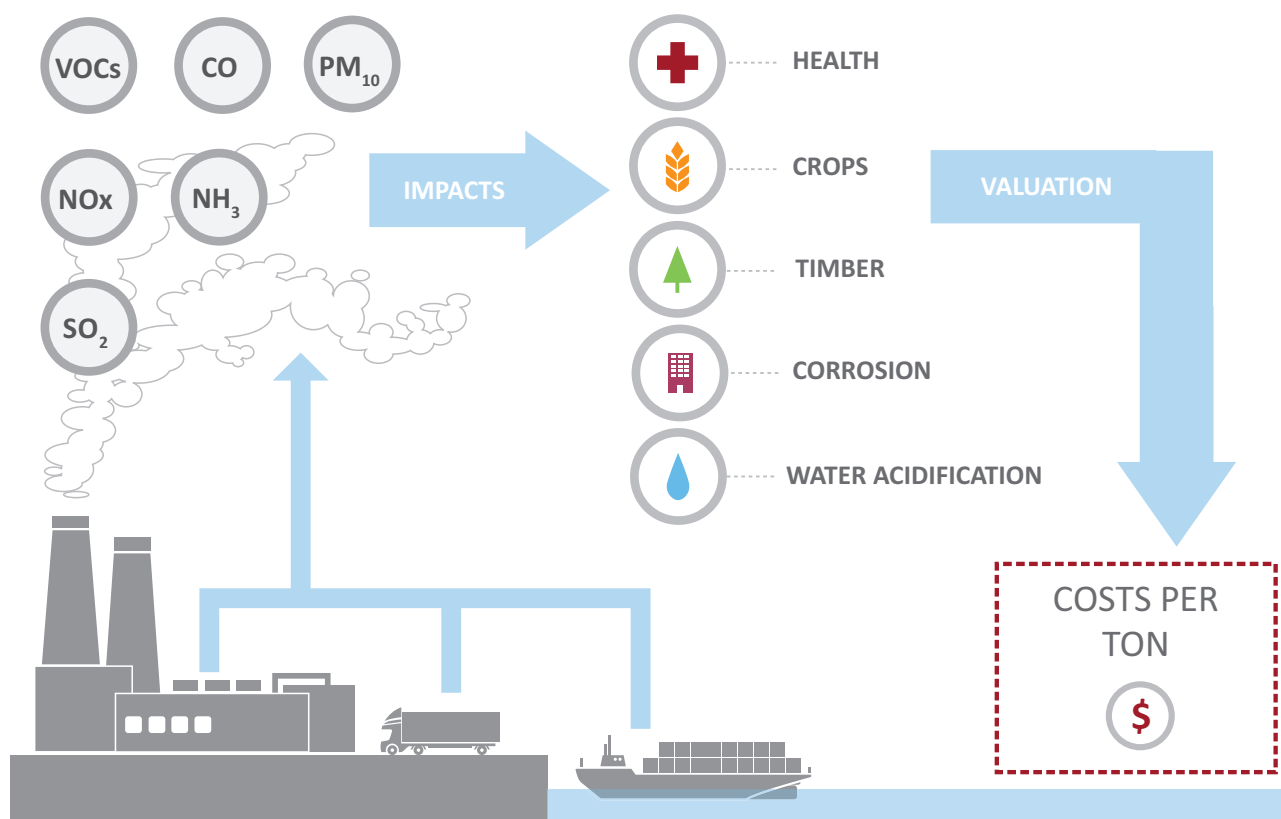 VOCs
CO
PM₁₀
NOx
NH₃
SO₂
IMPACTS
HEALTH
CROPS
TIMBER
CORROSION
WATER ACIDIFICATION
VALUATION
COSTS PER
TON
$